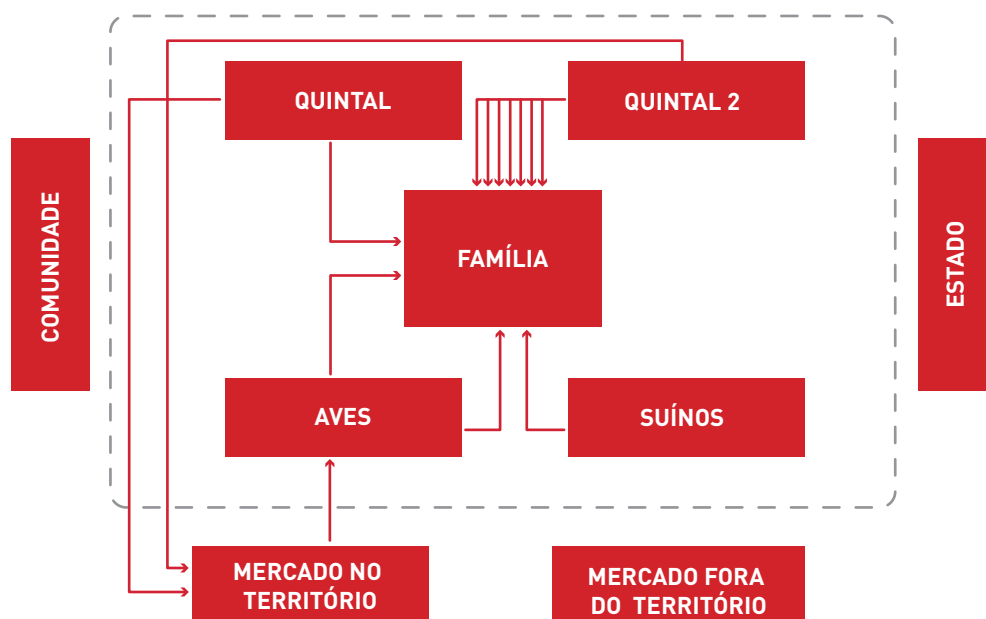 QUINTAL
QUINTAL 2
COMUNIDADE
FAMÍLIA
ESTADO
AVES
SUÍNOS
MERCADO NO
TERRITÓRIO
MERCADO FORA
DO TERRITÓRIO